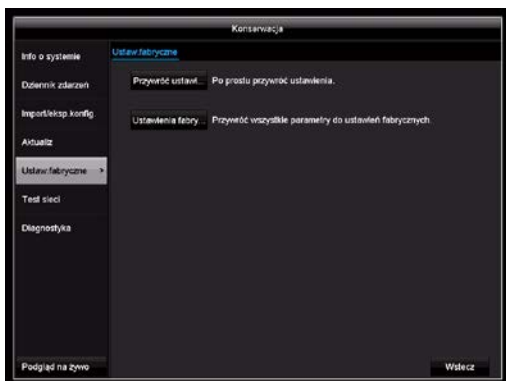 Konserwacja
Info o systemie
Dziennik zdarzeń
Import/eksp.konfig.
Aktualiz
Ustaw.fabryczne >
Test sieci
Diagnostyka
Podgląd na żywo
Ustaw.fabryczne
Przywróć ustawi... Po prostu przywróć ustawienia.
Ustawienia fabry... Przywróć wszystkie parametry do ustawień fabrycznych.
Wstecz